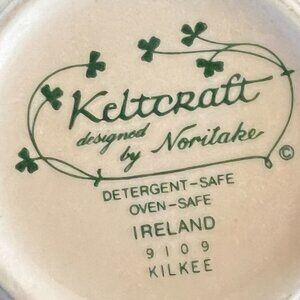 Keltcraft
designed
by Noritake
©
DETERGENT-SAFE
OVEN-SAFE
IRELAND
9109
KILKEE